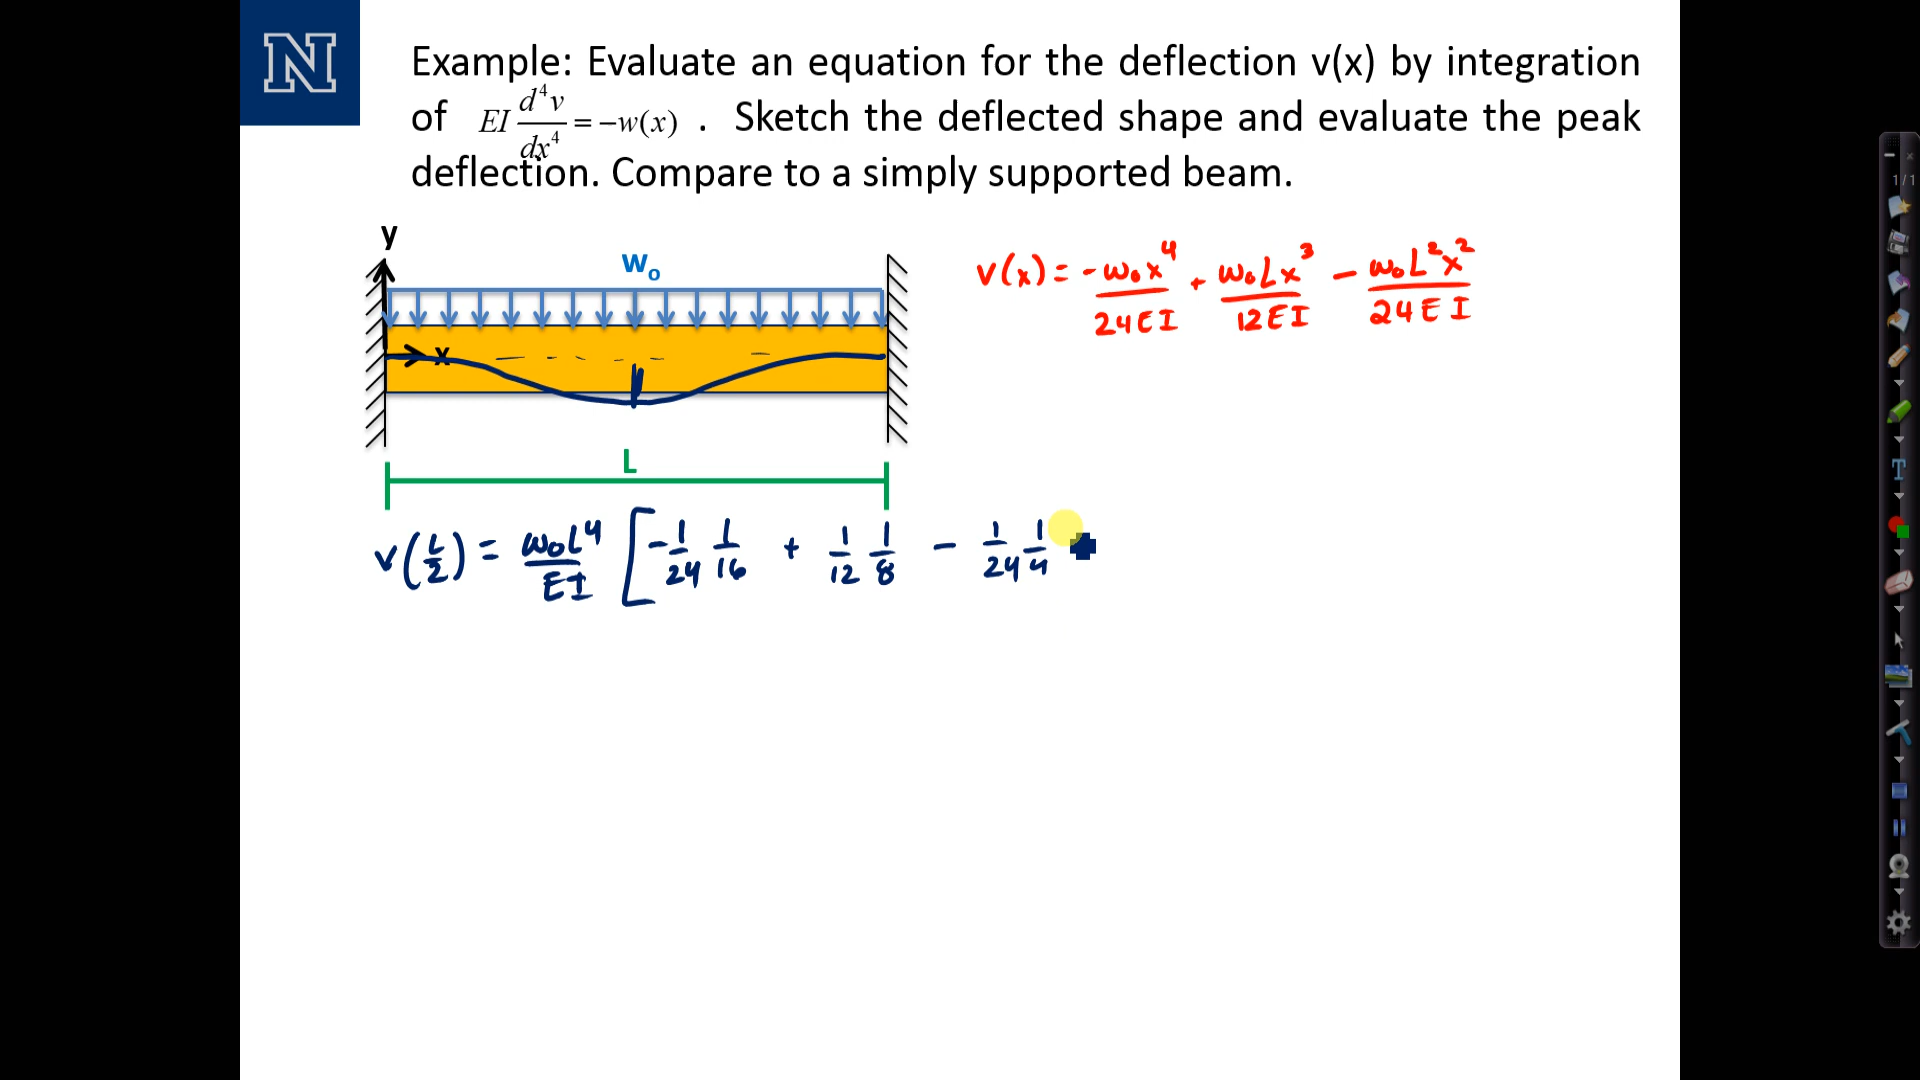 N
Example: Evaluate an equation for the deflection v(x) by integration
of EI d⁴v/dx⁴ = −w(x) . Sketch the deflected shape and evaluate the peak
deflection. Compare to a simply supported beam.
y
w₀
x
L
v(x) = -w₀x⁴/24EI + w₀Lx³/12EI - w₀L²x²/24EI
v(L/2) = w₀L⁴/EI [ -1/24 1/16 + 1/12 1/8 - 1/24 1/4
1/1
T